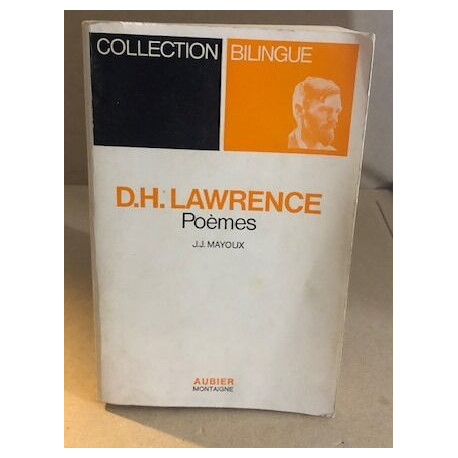 COLLECTION BILINGUE
D.H. LAWRENCE
Poèmes
J.J. MAYOUX
AUBIER
MONTAIGNE